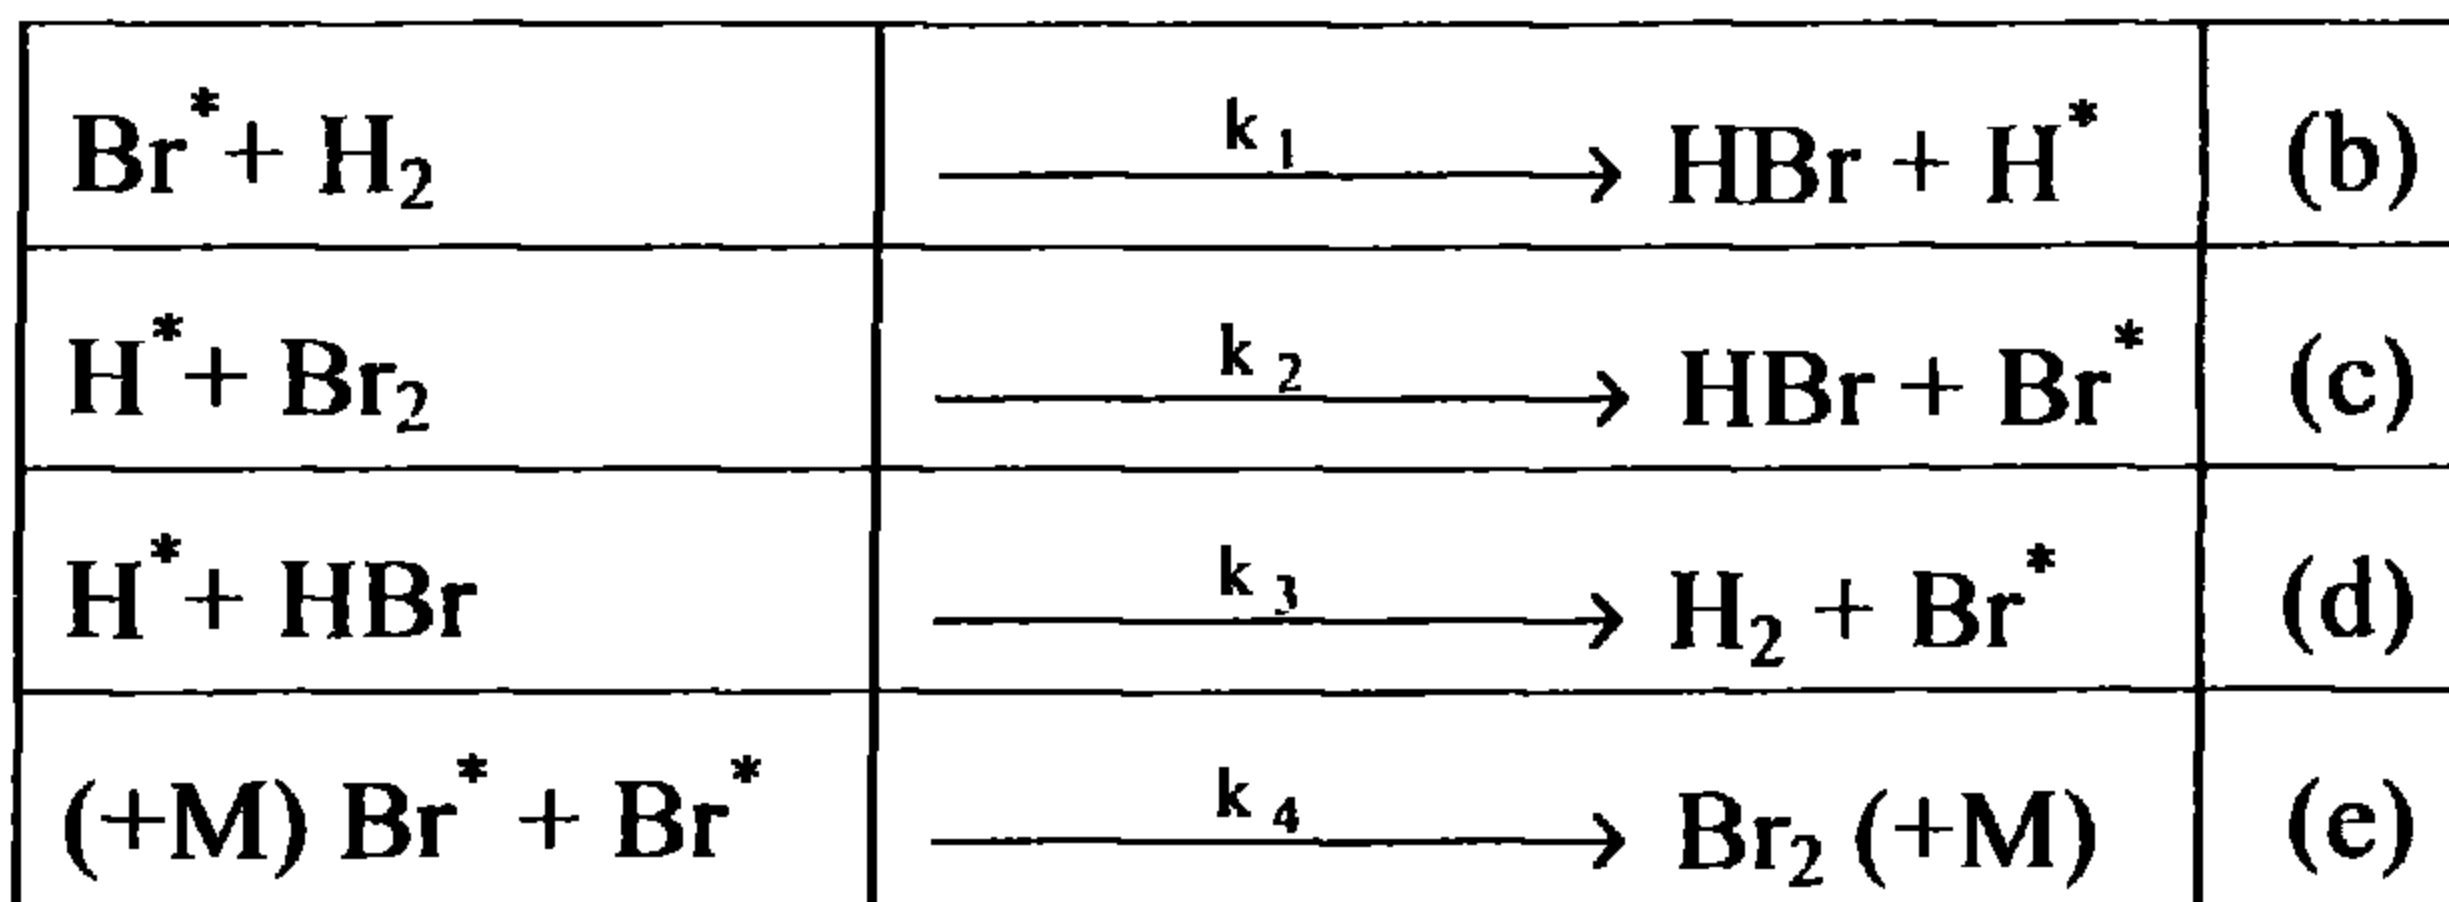 Br* + H₂ k₁ → HBr + H* (b)
H* + Br₂ k₂ → HBr + Br* (c)
H* + HBr k₃ → H₂ + Br* (d)
(+M) Br* + Br* k₄ → Br₂ (+M) (e)